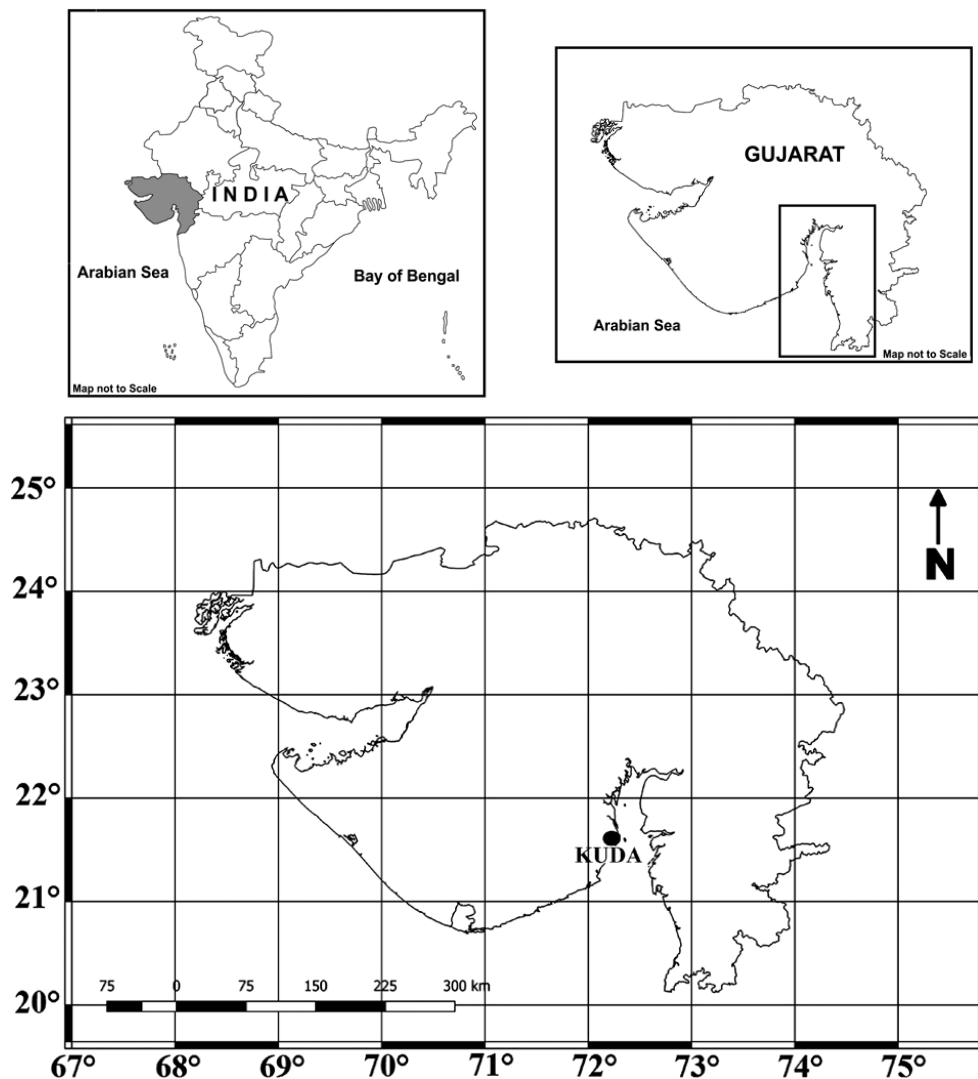 INDIA
Arabian Sea
Bay of Bengal
Map not to Scale
GUJARAT
Arabian Sea
Map not to Scale
25°
N
24°
23°
22°
KUDA
21°
75 0 75 150 225 300 km
20°
67° 68° 69° 70° 71° 72° 73° 74° 75°